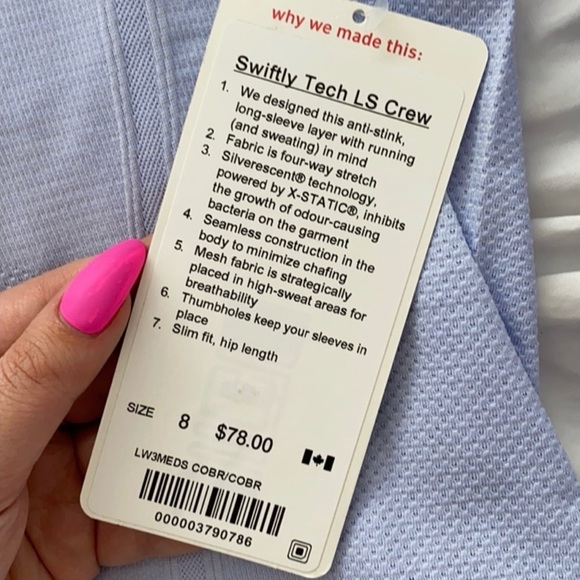 why we made this:
Swiftly Tech LS Crew
1. We designed this anti-stink,
long-sleeve layer with running
(and sweating) in mind
2. Fabric is four-way stretch
3. Silverescent® technology,
powered by X-STATIC®, inhibits
the growth of odour-causing
bacteria on the garment
4. Seamless construction in the
body to minimize chafing
5. Mesh fabric is strategically
placed in high-sweat areas for
breathability
6. Thumbholes keep your sleeves in
place
7. Slim fit, hip length
SIZE 8 $78.00
LW3MEDS COBR/COBR
000003790786